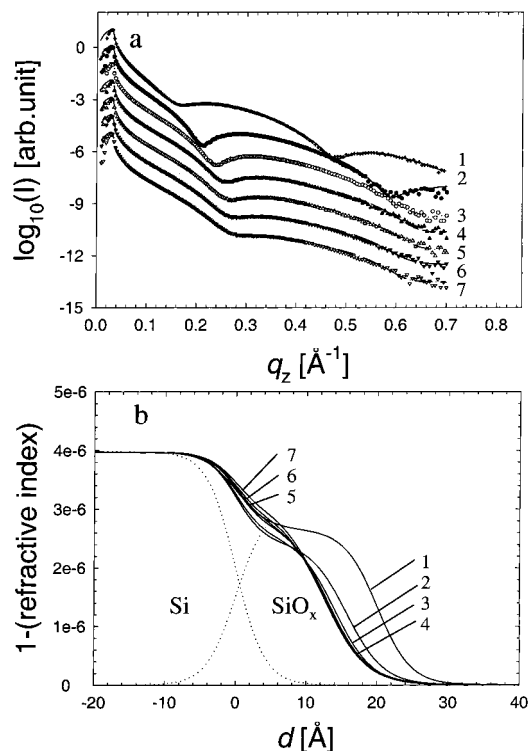 a
0
-3
-6
-9
-12
-15
log₁₀(I) [arb.unit]
1
2
3
4
5
6
7
0.0 0.1 0.2 0.3 0.4 0.5 0.6 0.7 0.8
q_z [Å⁻¹]
b
5e-6
4e-6
3e-6
2e-6
1e-6
0
1-(refractive index)
7
6
5
1
2
3
4
Si
SiOₓ
-20 -10 0 10 20 30 40
d [Å]